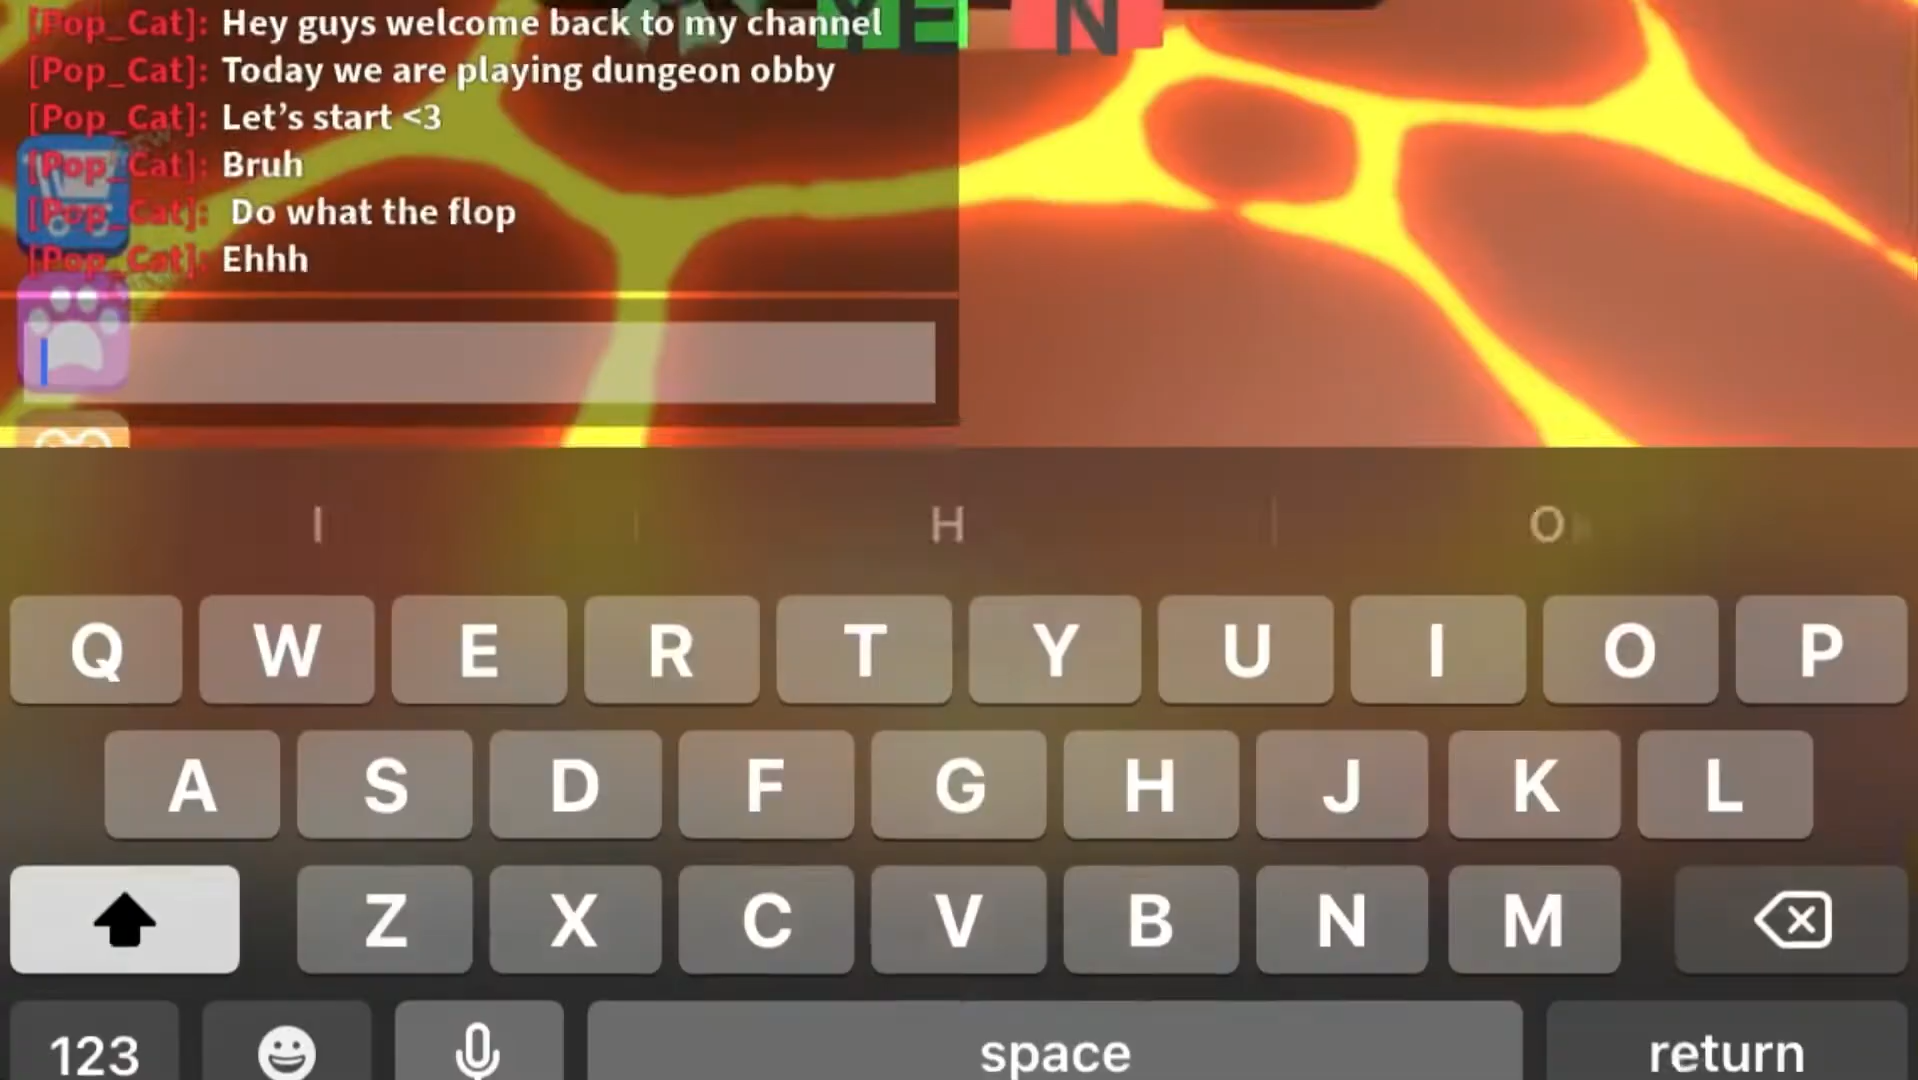 [Pop_Cat]: Hey guys welcome back to my channel
[Pop_Cat]: Today we are playing dungeon obby
[Pop_Cat]: Let’s start <3
[Pop_Cat]: Bruh
[Pop_Cat]: Do what the flop
[Pop_Cat]: Ehhh
I H O
Q W E R T Y U I O P
A S D F G H J K L
Z X C V B N M
123 space return